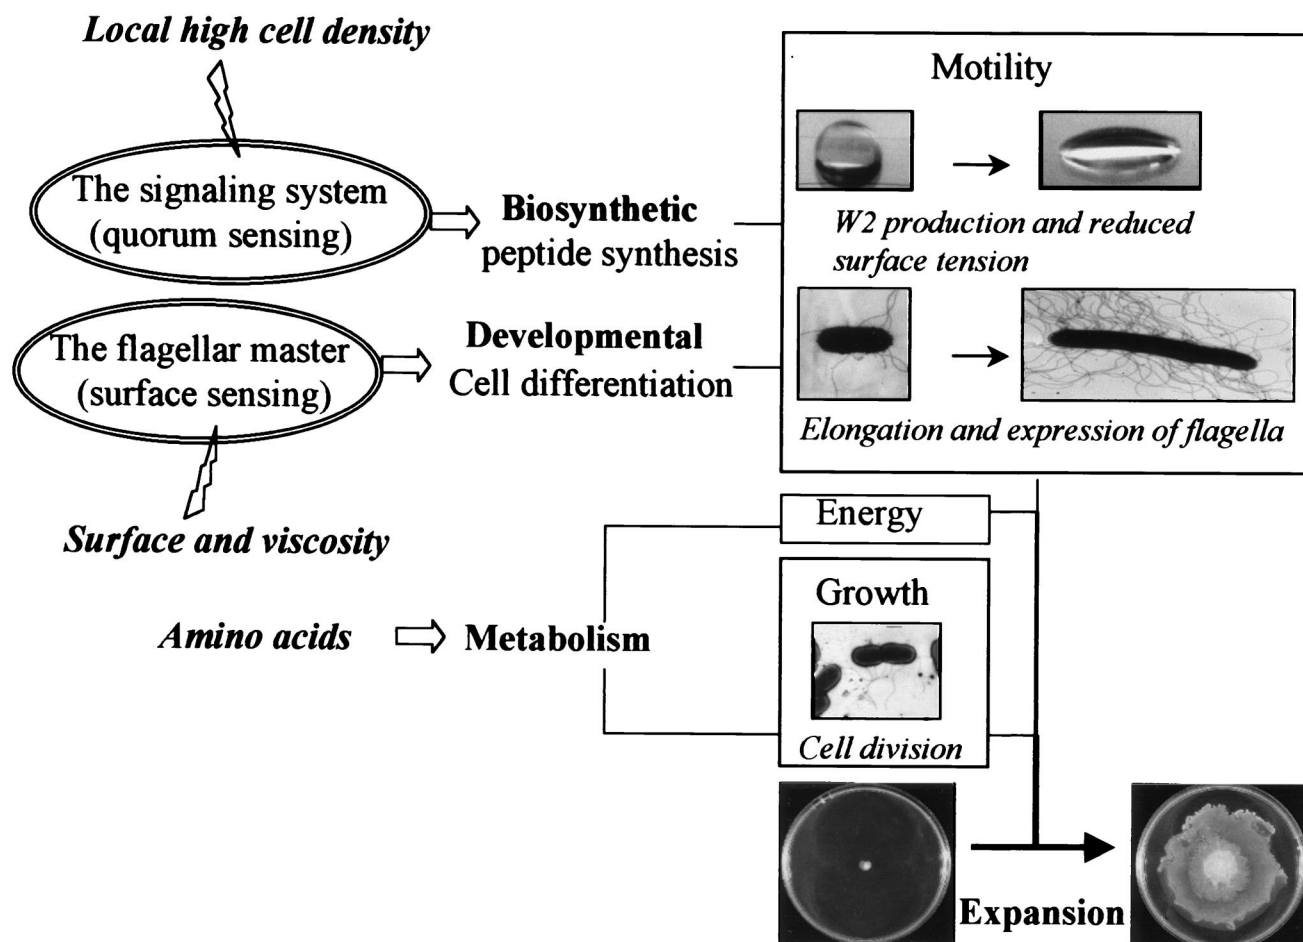 Local high cell density
The signaling system
(quorum sensing)
Biosynthetic
peptide synthesis
Motility
W2 production and reduced
surface tension
The flagellar master
(surface sensing)
Developmental
Cell differentiation
Elongation and expression of flagella
Surface and viscosity
Amino acids
Metabolism
Energy
Growth
Cell division
Expansion